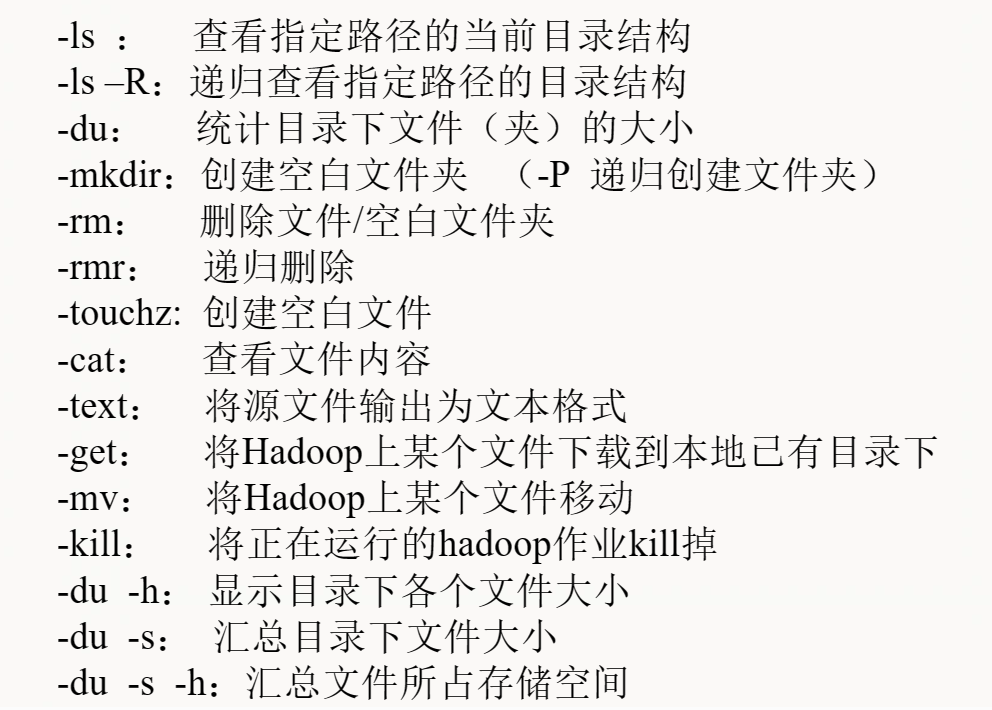 -ls ： 查看指定路径的当前目录结构
-ls –R：递归查看指定路径的目录结构
-du： 统计目录下文件（夹）的大小
-mkdir：创建空白文件夹 （-P 递归创建文件夹）
-rm： 删除文件/空白文件夹
-rmr： 递归删除
-touchz: 创建空白文件
-cat： 查看文件内容
-text： 将源文件输出为文本格式
-get： 将Hadoop上某个文件下载到本地已有目录下
-mv： 将Hadoop上某个文件移动
-kill： 将正在运行的hadoop作业kill掉
-du -h： 显示目录下各个文件大小
-du -s： 汇总目录下文件大小
-du -s -h：汇总文件所占存储空间